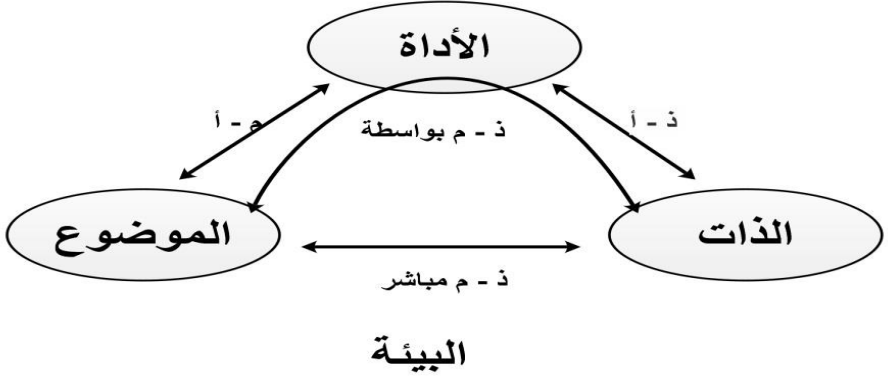 الأداة
ذ - أ
م - أ
ذ - م بواسطة
الذات
الموضوع
ذ - م مباشر
البيئة